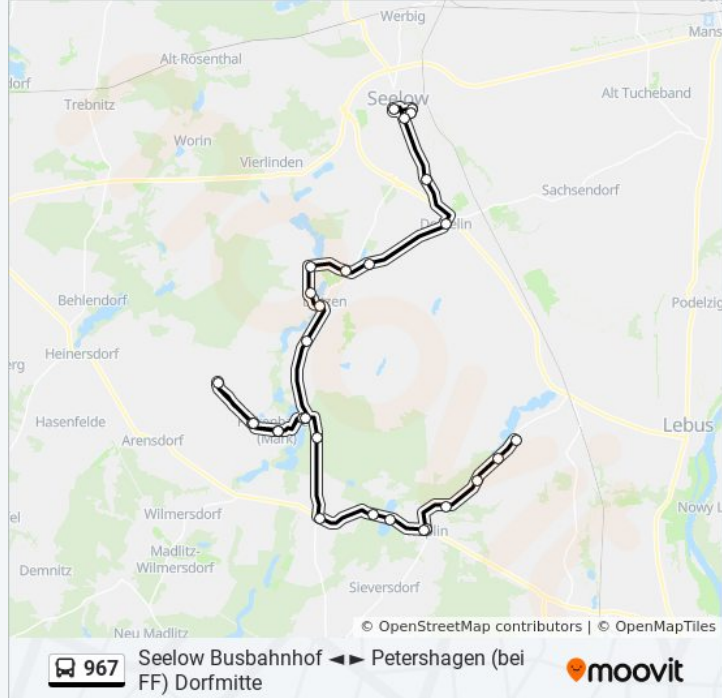 Werbig
Mans
Alt-Rosenthal
dorf
Seelow
Alt Tucheband
Trebnitz
Worin
Vierlinden
Sachsendorf
Behlendorf
Podelzig
Heinersdorf
erg
Hasenfelde
(Mark)
Arensdorf
Lebus
Wilmersdorf
fel
Nowy L
Madlitz-
Wilmersdorf
Demnitz
Sieversdorf
Neu Madlitz
© OpenStreetMap contributors | © OpenMapTiles
967
Seelow Busbahnhof ◄► Petershagen (bei
FF) Dorfmitte
moovit